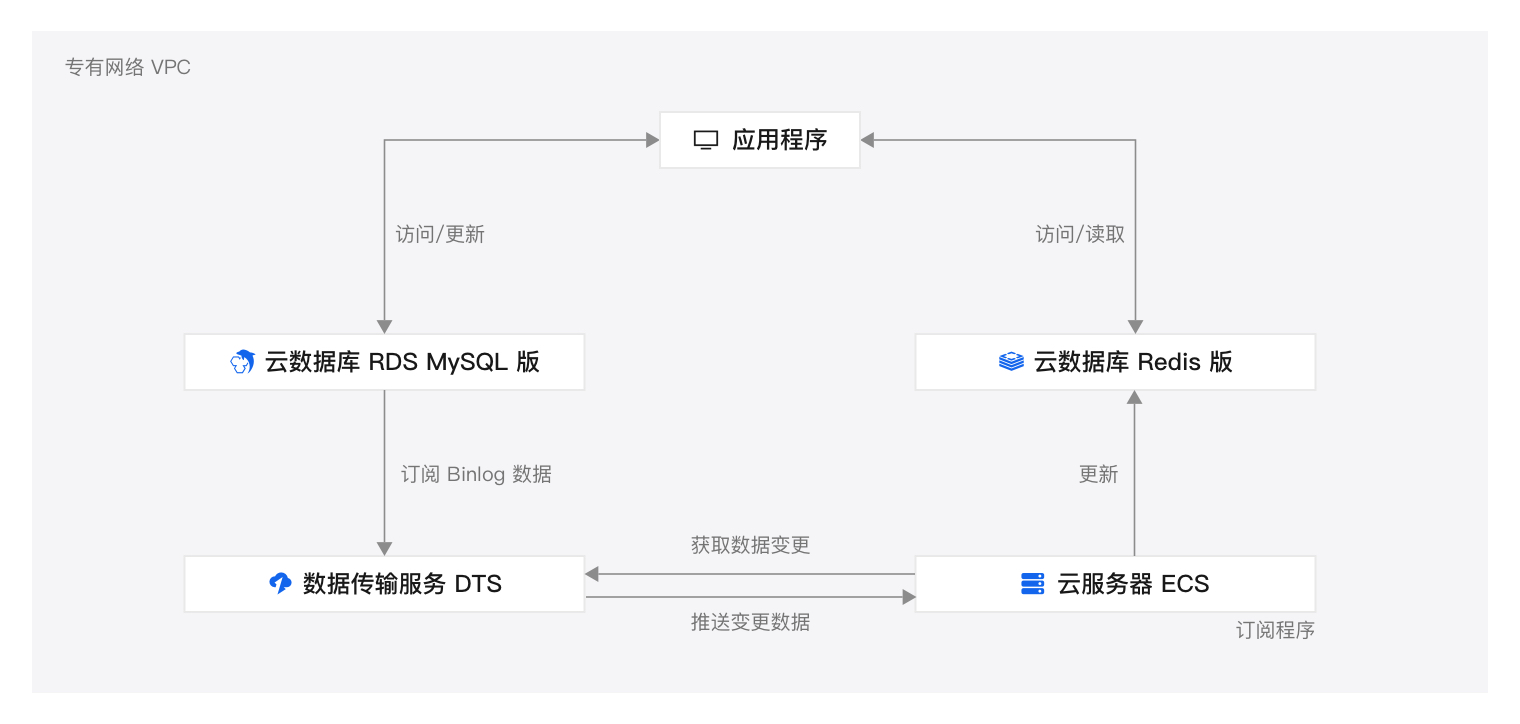 专有网络 VPC
应用程序
访问/更新
访问/读取
云数据库 RDS MySQL 版
云数据库 Redis 版
订阅 Binlog 数据
更新
获取数据变更
数据传输服务 DTS
云服务器 ECS
推送变更数据
订阅程序